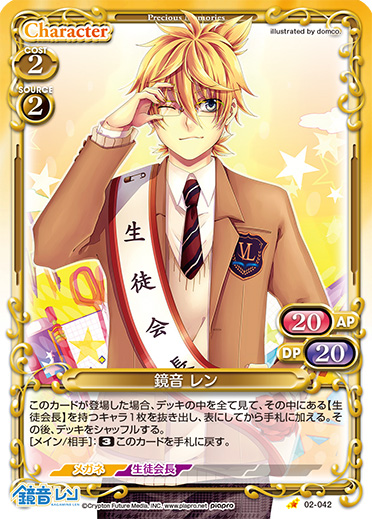 Precious Memories
Character
illustrated by domco.
COST
2
SOURCE
2
生徒会長
VL
20 AP
DP 20
鏡音 レン
このカードが登場した場合、デッキの中を全て見て、その中にある【生
徒会長】を持つキャラ1枚を抜き出し、表にしてから手札に加える。そ
の後、デッキをシャッフルする。
[メイン/相手]: 3 このカードを手札に戻す。
メガネ 生徒会長
鏡音 レン
KAGAMINE LEN
©Crypton Future Media, INC. www.piapro.net piapro
02-042